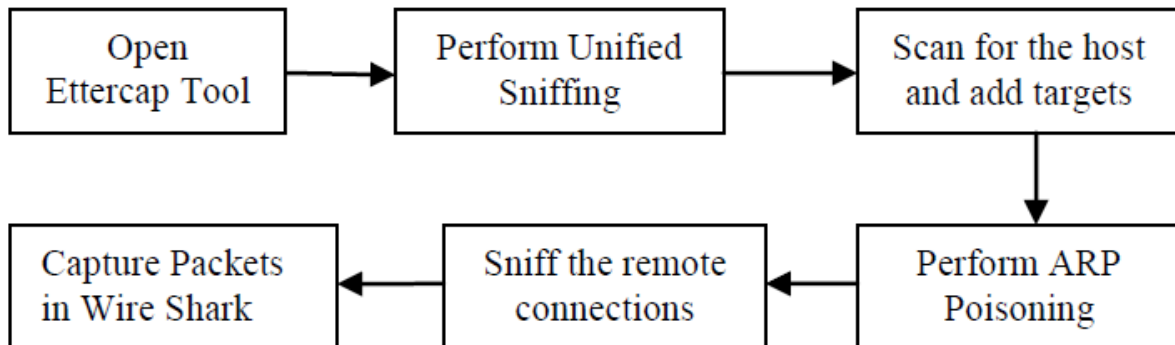 Open
Ettercap Tool
Perform Unified
Sniffing
Scan for the host
and add targets
Perform ARP
Poisoning
Sniff the remote
connections
Capture Packets
in Wire Shark